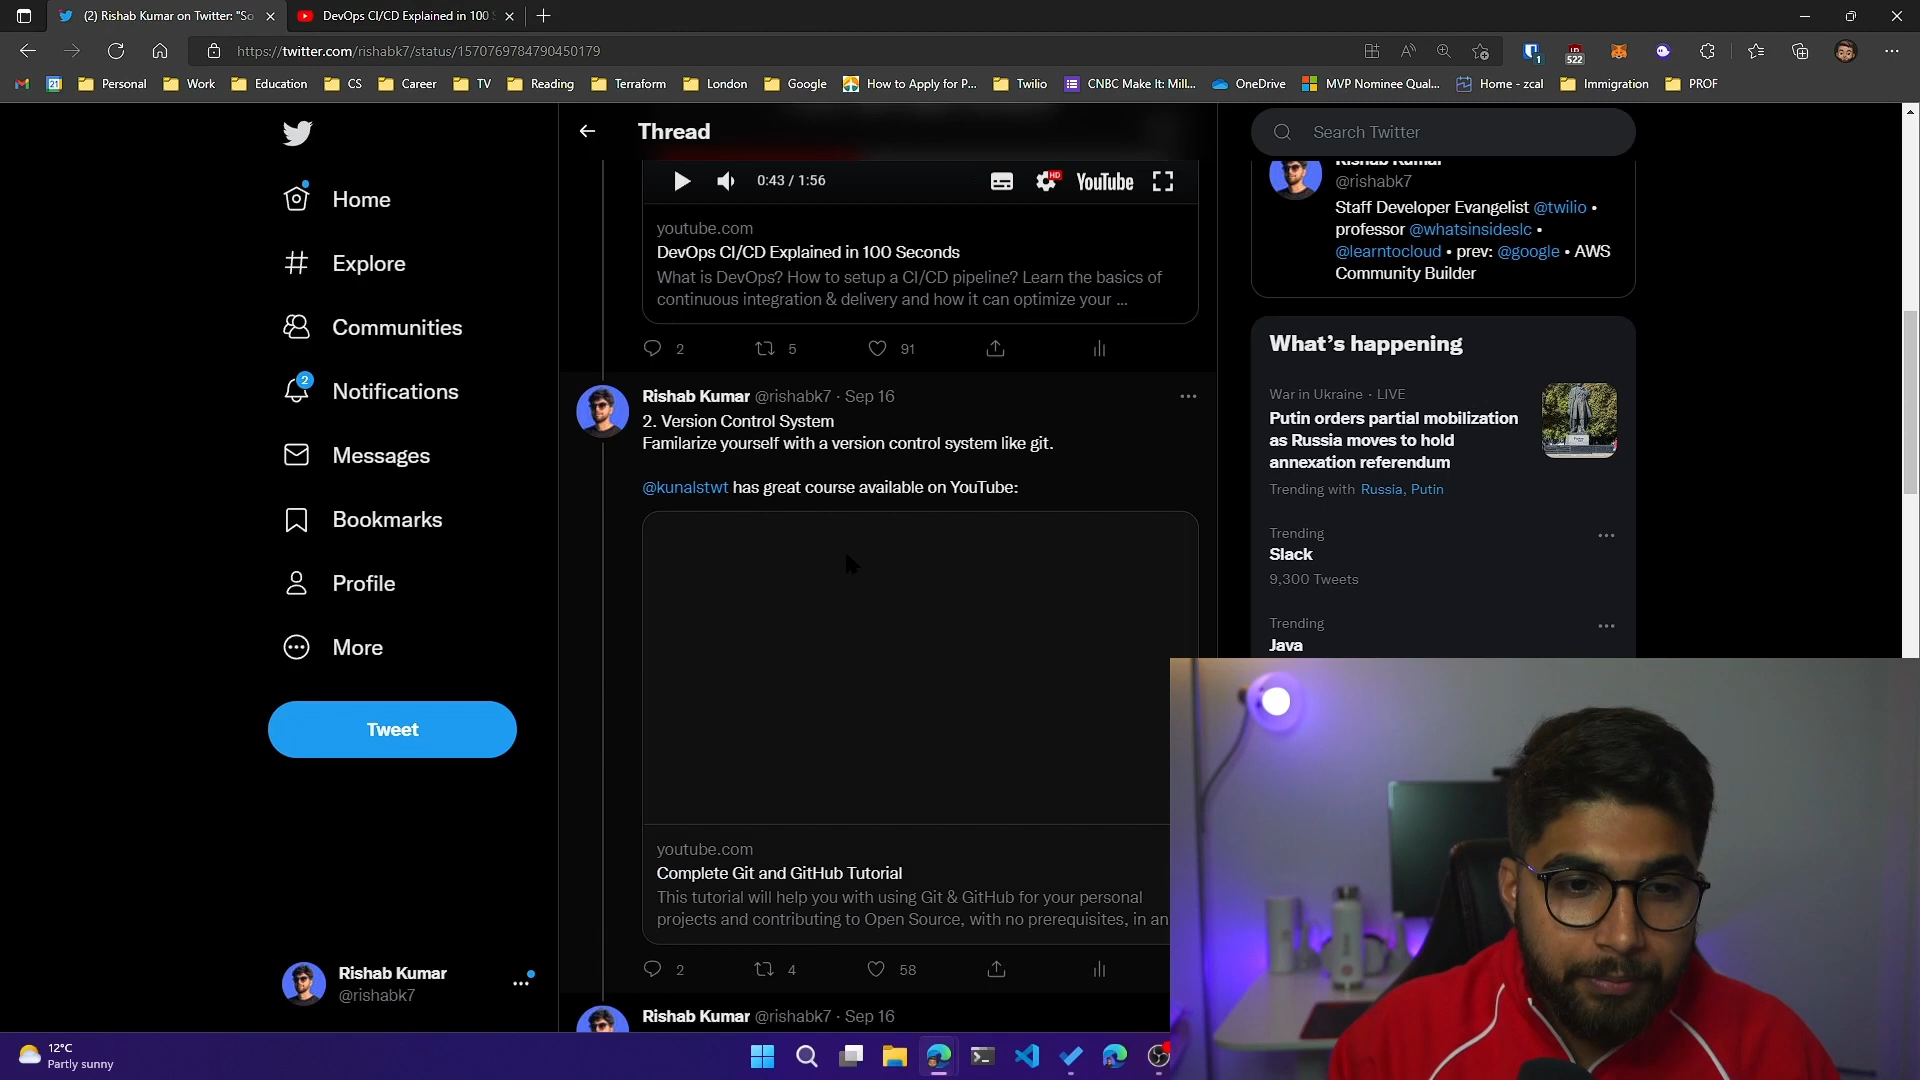 (2) Rishab Kumar on Twitter: "So
DevOps CI/CD Explained in 100 S
https://twitter.com/rishabk7/status/1570769784790450179
1
522
21
Personal
Work
Education
CS
Career
TV
Reading
Terraform
London
Google
How to Apply for P...
Twilio
CNBC Make It: Mill...
OneDrive
MVP Nominee Qual...
Home - zcal
Immigration
PROF
Home
Explore
Communities
2
Notifications
Messages
Bookmarks
Profile
More
Tweet
Rishab Kumar
@rishabk7
Thread
0:43 / 1:56
HD
YouTube
youtube.com
DevOps CI/CD Explained in 100 Seconds
What is DevOps? How to setup a CI/CD pipeline? Learn the basics of
continuous integration & delivery and how it can optimize your ...
2
5
91
Rishab Kumar @rishabk7 · Sep 16
2. Version Control System
Familarize yourself with a version control system like git.
@kunalstwt has great course available on YouTube:
youtube.com
Complete Git and GitHub Tutorial
This tutorial will help you with using Git & GitHub for your personal
projects and contributing to Open Source, with no prerequisites, in an
2
4
58
Rishab Kumar @rishabk7 · Sep 16
Search Twitter
Rishab Kumar
@rishabk7
Staff Developer Evangelist @twilio •
professor @whatsinsideslc •
@learntocloud • prev: @google • AWS
Community Builder
What's happening
War in Ukraine · LIVE
Putin orders partial mobilization
as Russia moves to hold
annexation referendum
Trending with Russia, Putin
Trending
Slack
9,300 Tweets
Trending
Java
12°C
Partly sunny